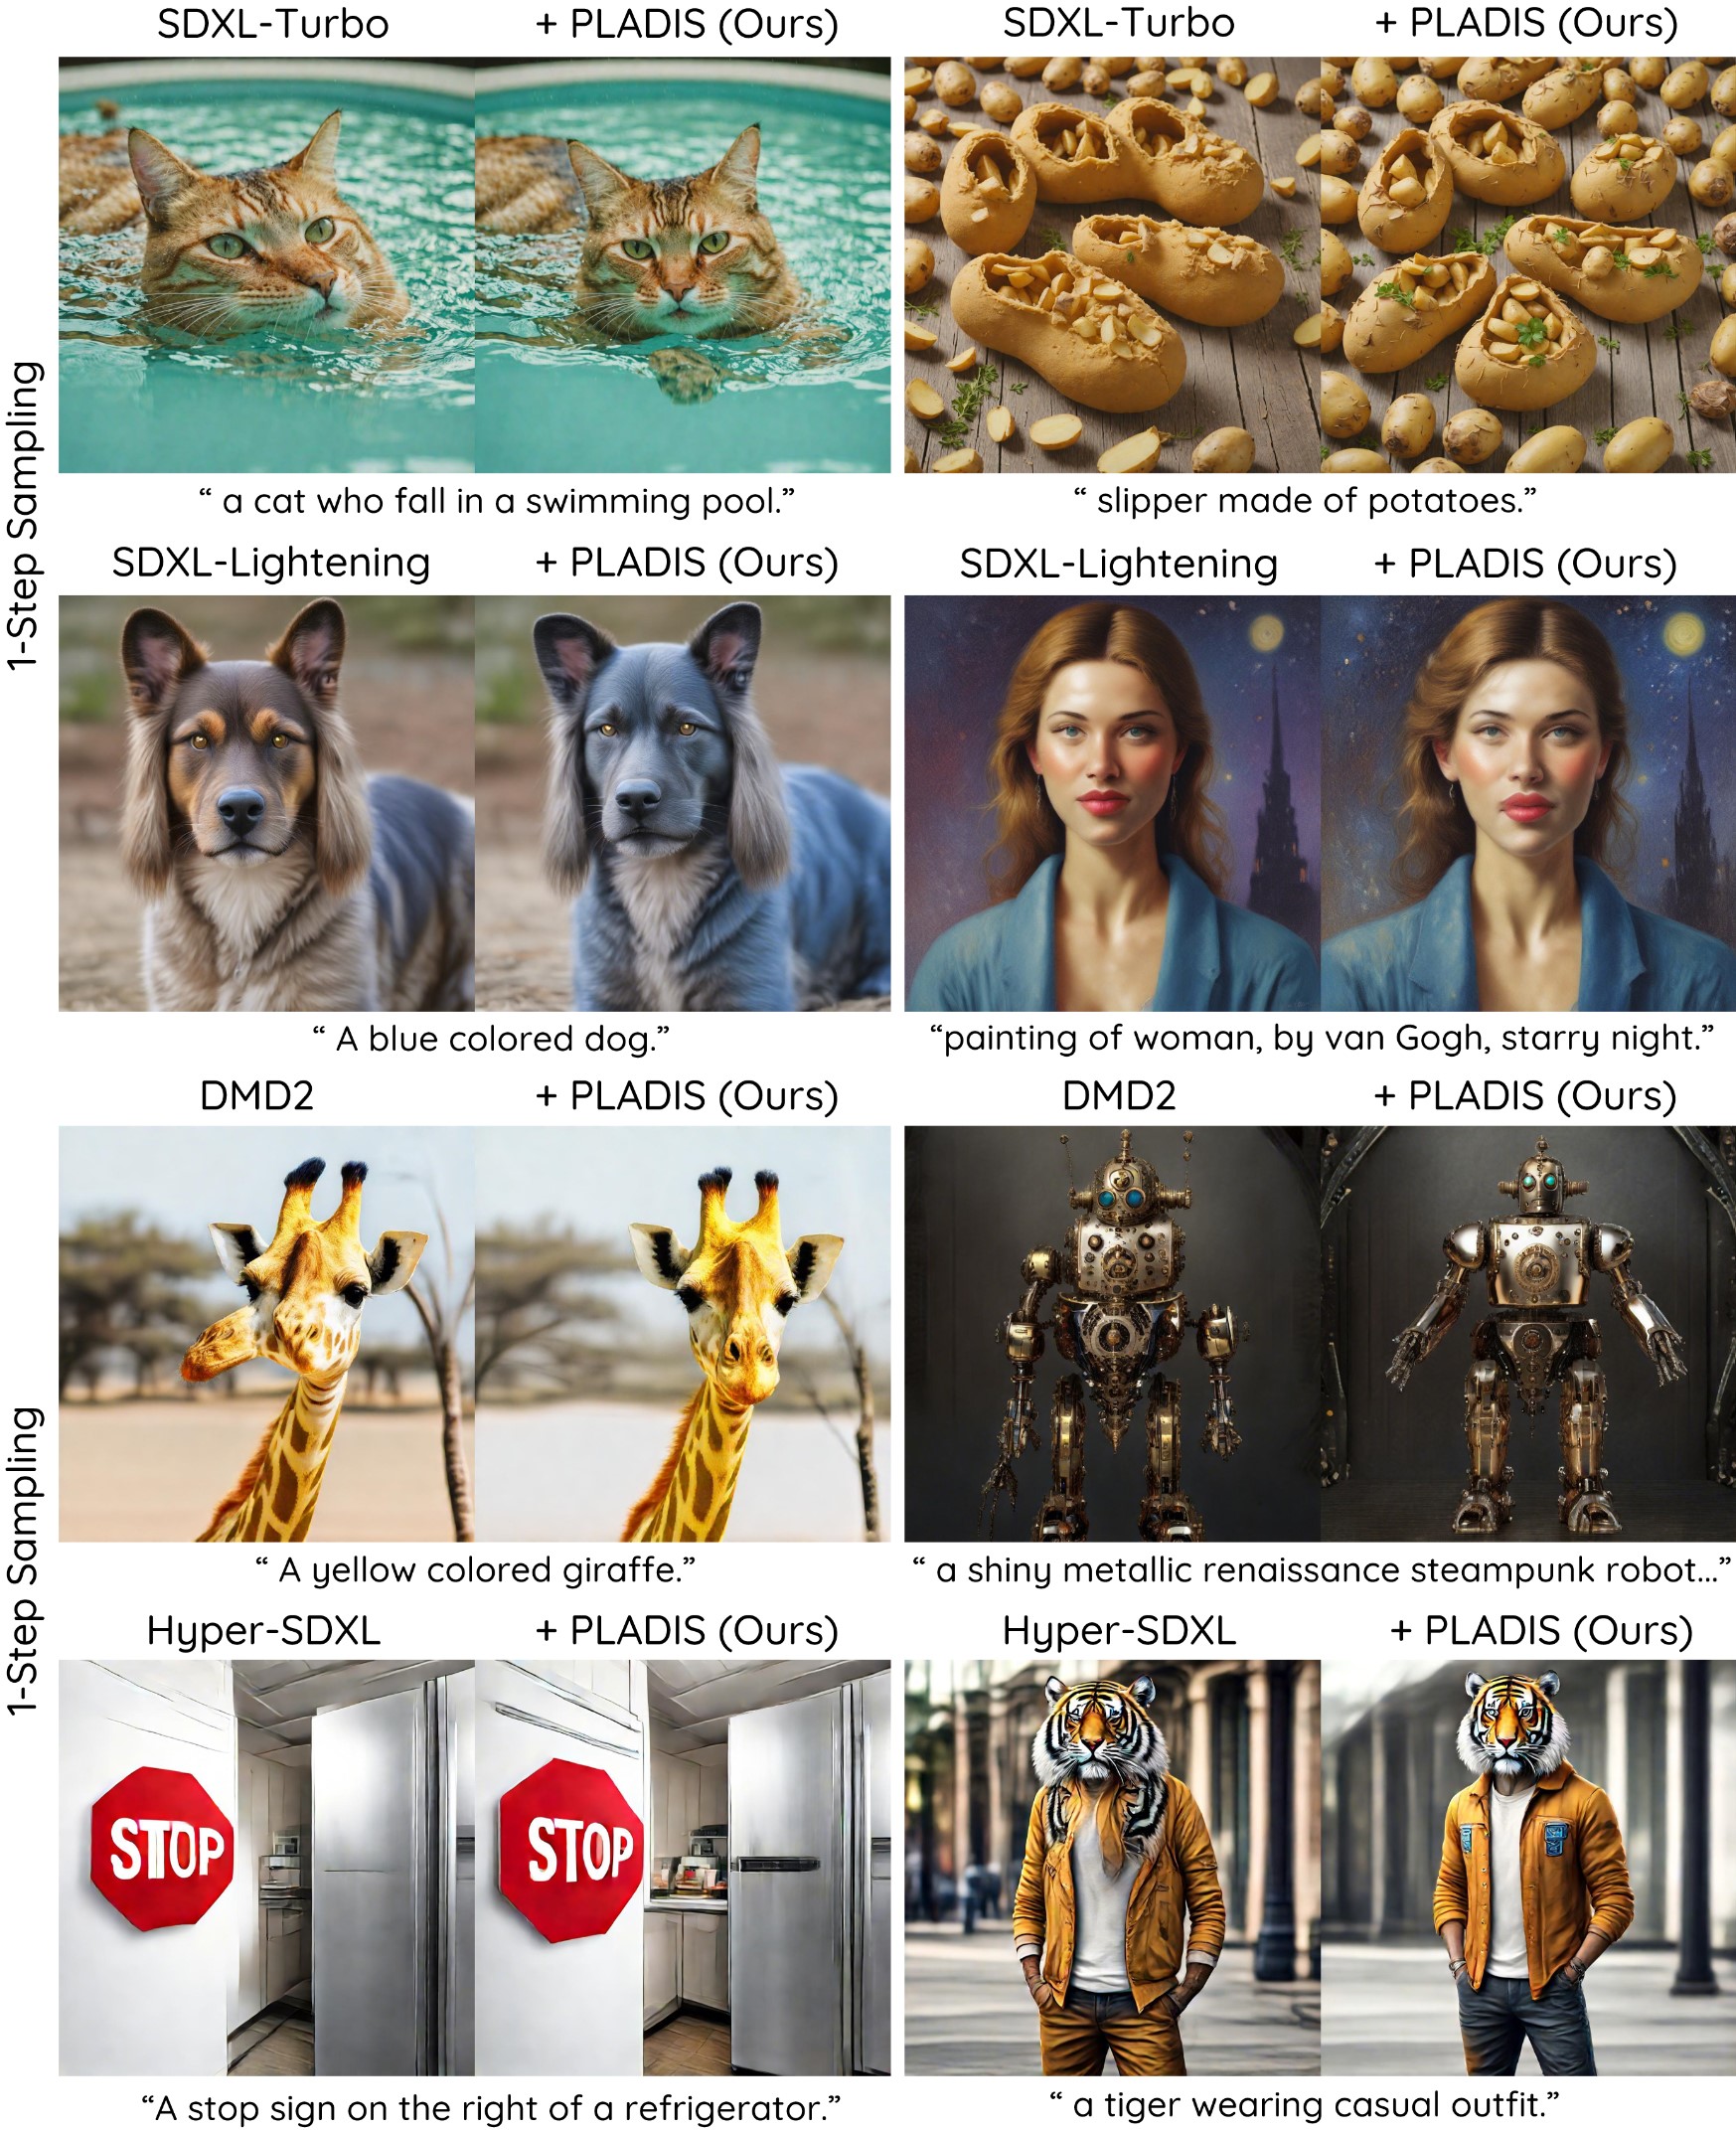 SDXL-Turbo + PLADIS (Ours) SDXL-Turbo + PLADIS (Ours)
1-Step Sampling
“ a cat who fall in a swimming pool.” “ slipper made of potatoes.”
SDXL-Lightening + PLADIS (Ours) SDXL-Lightening + PLADIS (Ours)
“ A blue colored dog.” “painting of woman, by van Gogh, starry night.”
DMD2 + PLADIS (Ours) DMD2 + PLADIS (Ours)
1-Step Sampling
“ A yellow colored giraffe.” “ a shiny metallic renaissance steampunk robot...”
Hyper-SDXL + PLADIS (Ours) Hyper-SDXL + PLADIS (Ours)
STOP STOP
“A stop sign on the right of a refrigerator.” “ a tiger wearing casual outfit.”